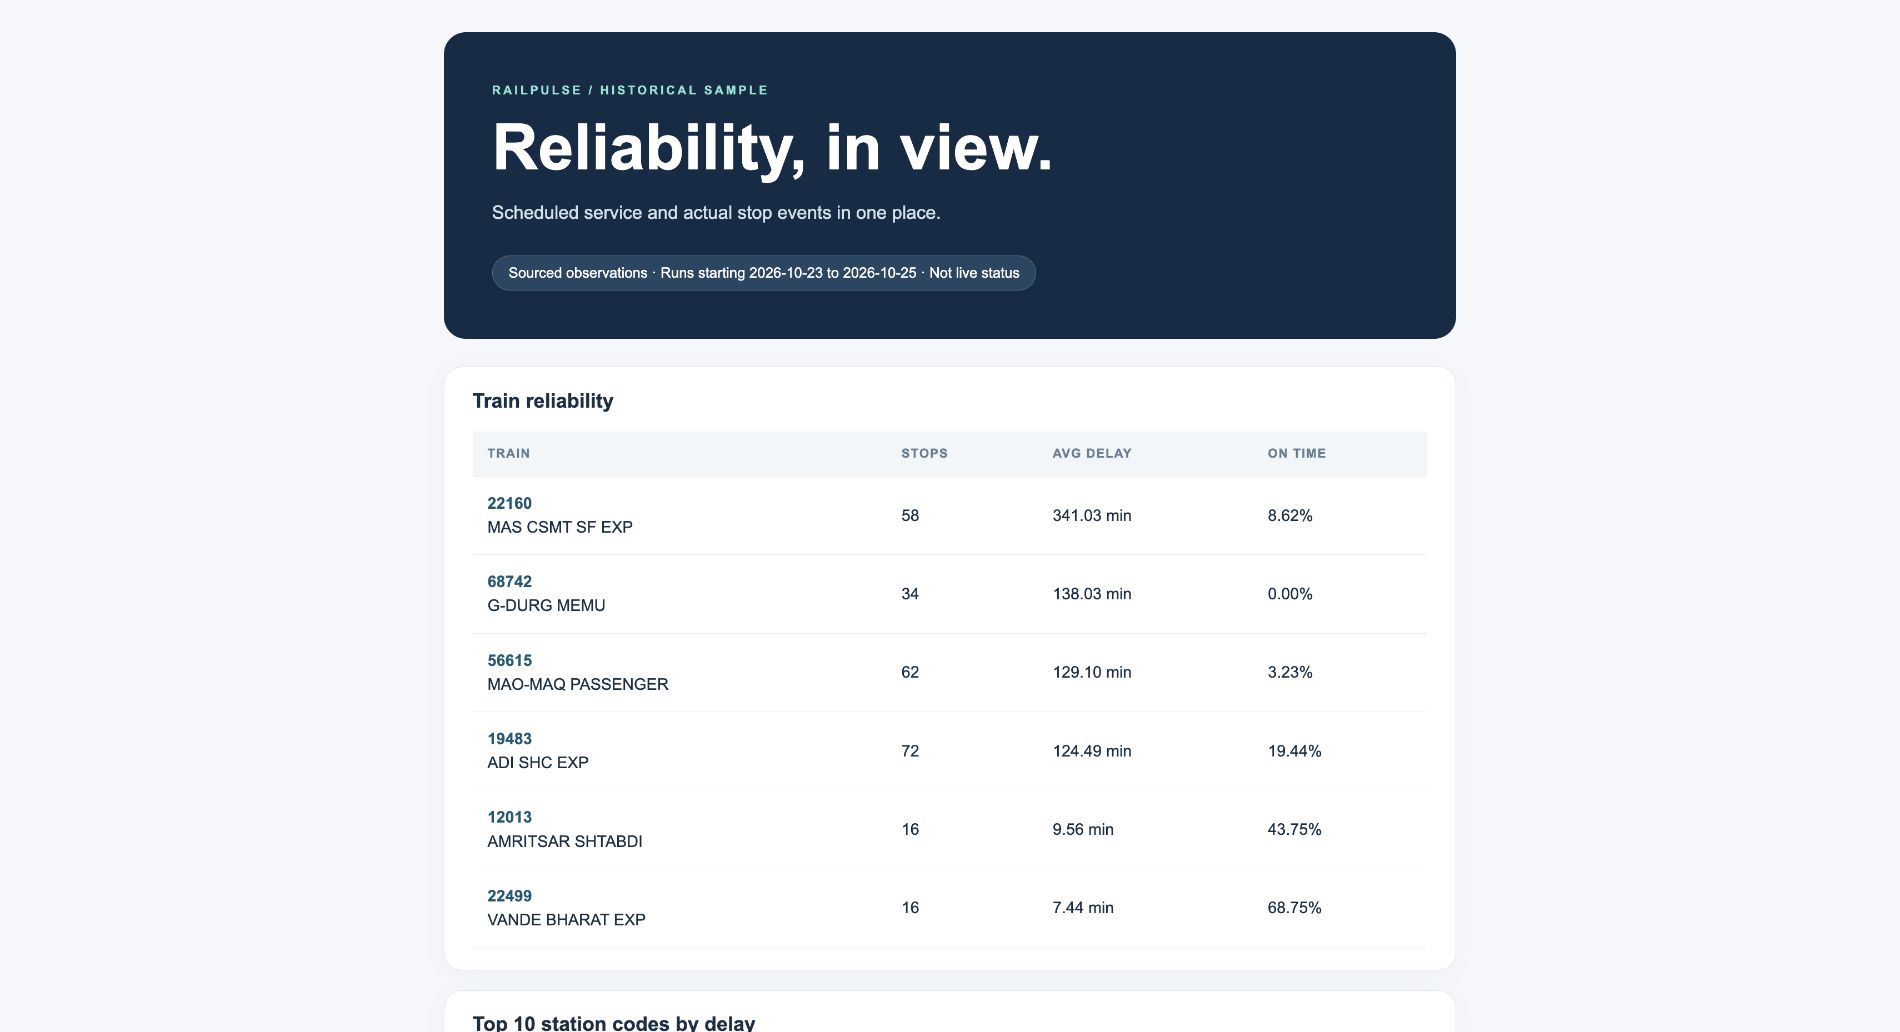 RAILPULSE / HISTORICAL SAMPLE
Reliability, in view.
Scheduled service and actual stop events in one place.
Sourced observations · Runs starting 2026-10-23 to 2026-10-25 · Not live status
Train reliability
TRAIN STOPS AVG DELAY ON TIME
22160
MAS CSMT SF EXP 58 341.03 min 8.62%
68742
G-DURG MEMU 34 138.03 min 0.00%
56615
MAO-MAQ PASSENGER 62 129.10 min 3.23%
19483
ADI SHC EXP 72 124.49 min 19.44%
12013
AMRITSAR SHTABDI 16 9.56 min 43.75%
22499
VANDE BHARAT EXP 16 7.44 min 68.75%
Top 10 station codes by delay